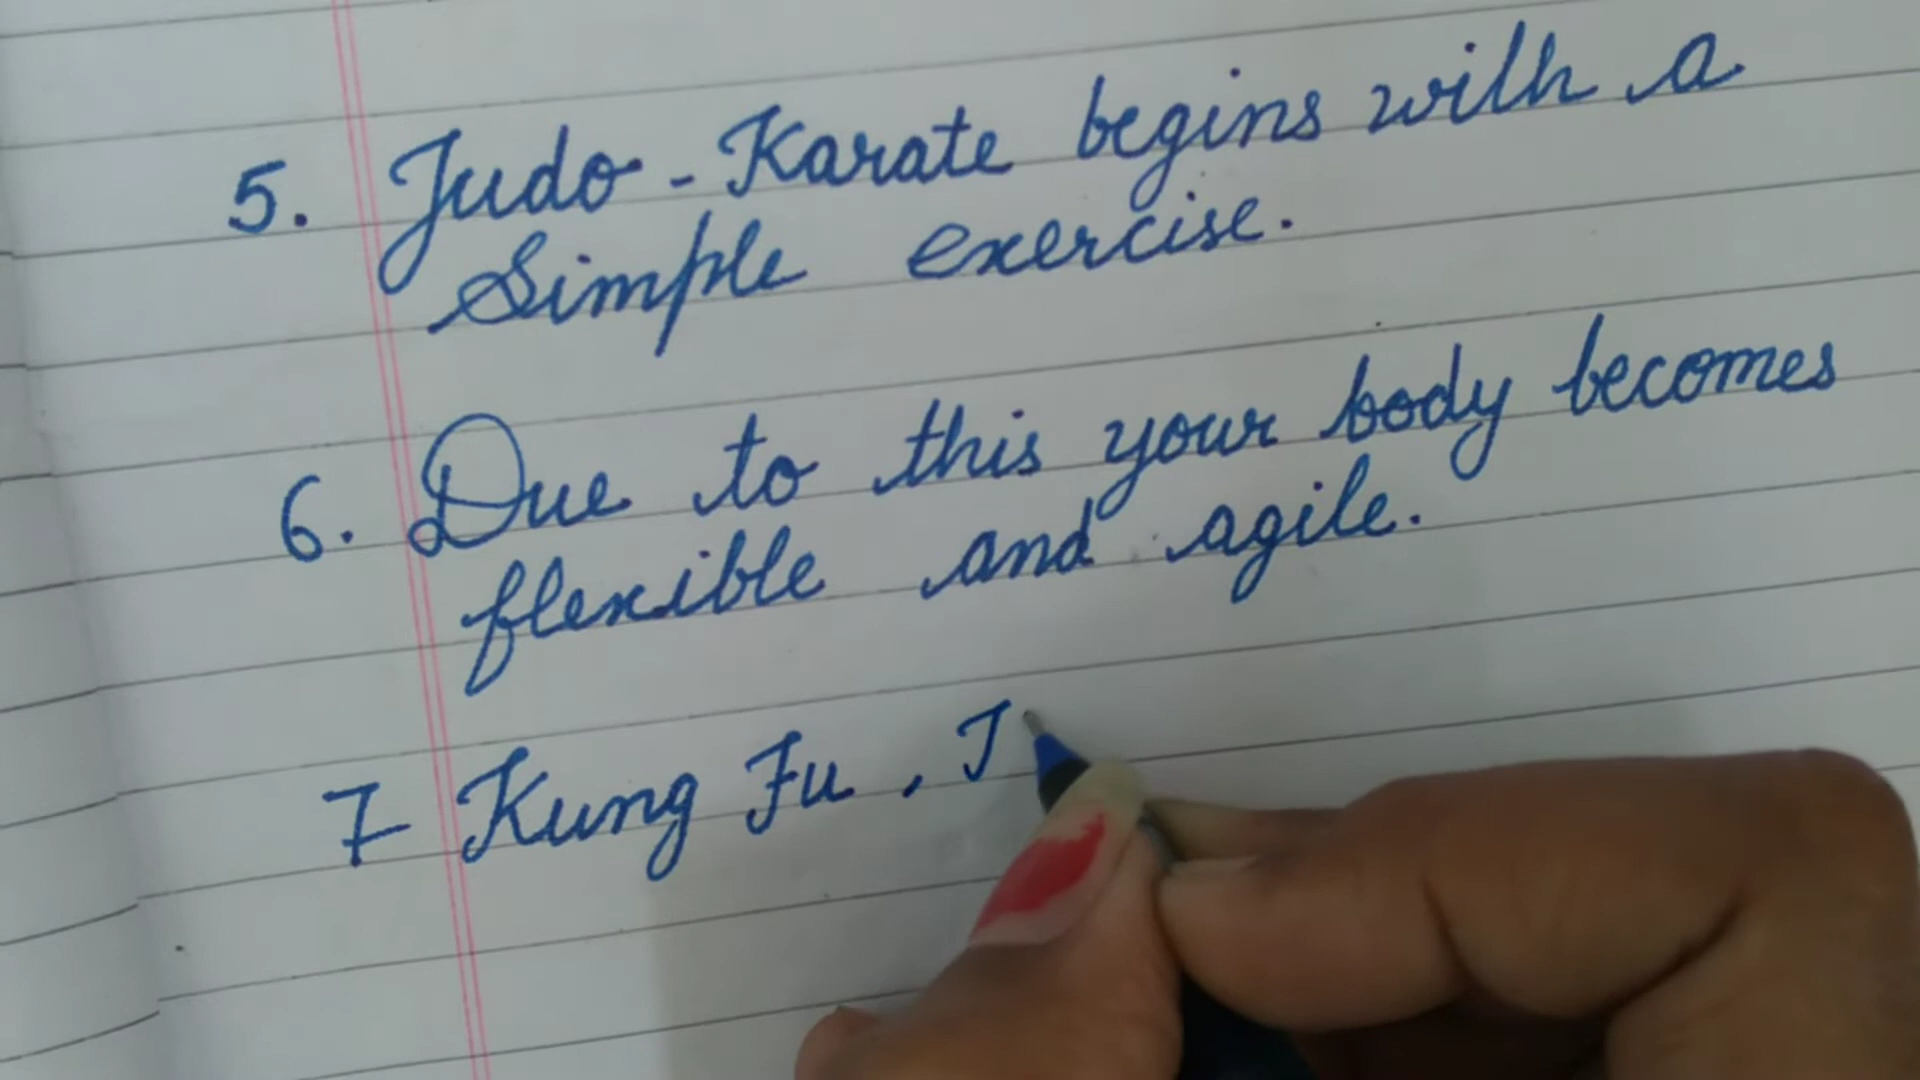 5. Judo - Karate begins with a
Simple exercise.
6. Due to this your body becomes
flexible and agile.
7 Kung Fu, T